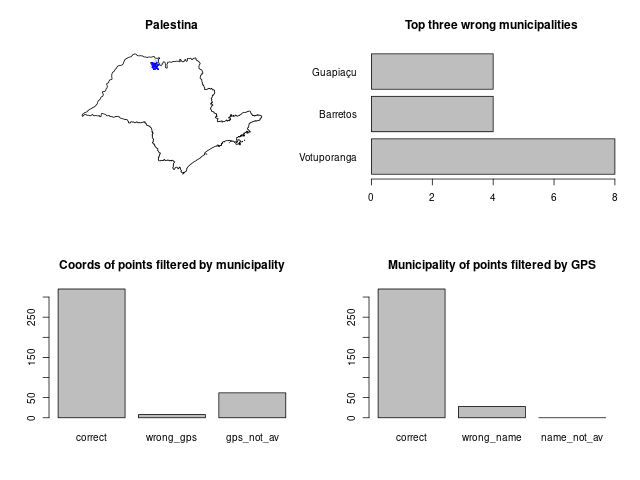 Palestina
Top three wrong municipalities
Guapiaçu
Barretos
Votuporanga
0 2 4 6 8
Coords of points filtered by municipality
250
150
50
0
correct wrong_gps gps_not_av
Municipality of points filtered by GPS
250
150
50
0
correct wrong_name name_not_av